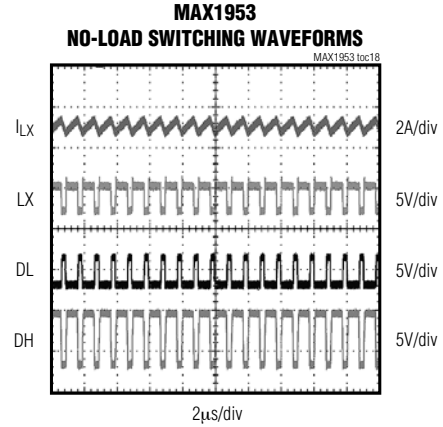 MAX1953
NO-LOAD SWITCHING WAVEFORMS
MAX1953 toc18
ILX
2A/div
LX
5V/div
DL
5V/div
DH
5V/div
2µs/div